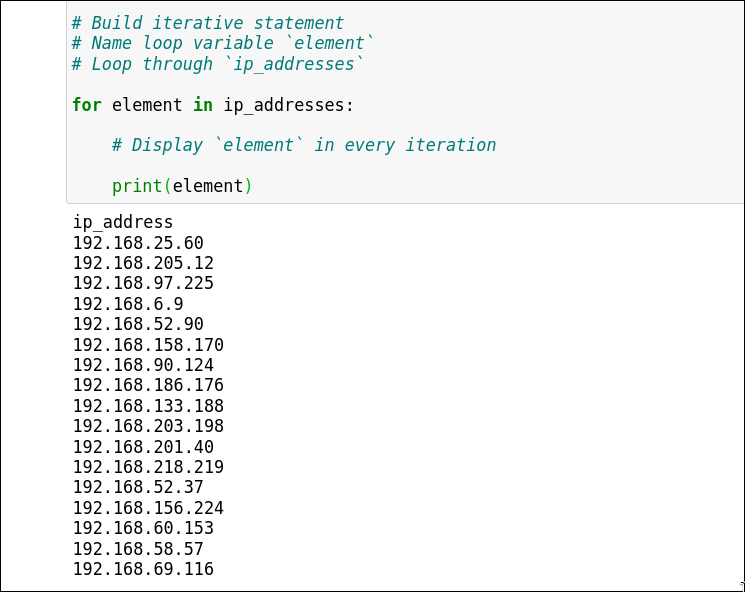 # Build iterative statement
# Name loop variable `element`
# Loop through `ip_addresses`
for element in ip_addresses:
# Display `element` in every iteration
print(element)
ip_address
192.168.25.60
192.168.205.12
192.168.97.225
192.168.6.9
192.168.52.90
192.168.158.170
192.168.90.124
192.168.186.176
192.168.133.188
192.168.203.198
192.168.201.40
192.168.218.219
192.168.52.37
192.168.156.224
192.168.60.153
192.168.58.57
192.168.69.116